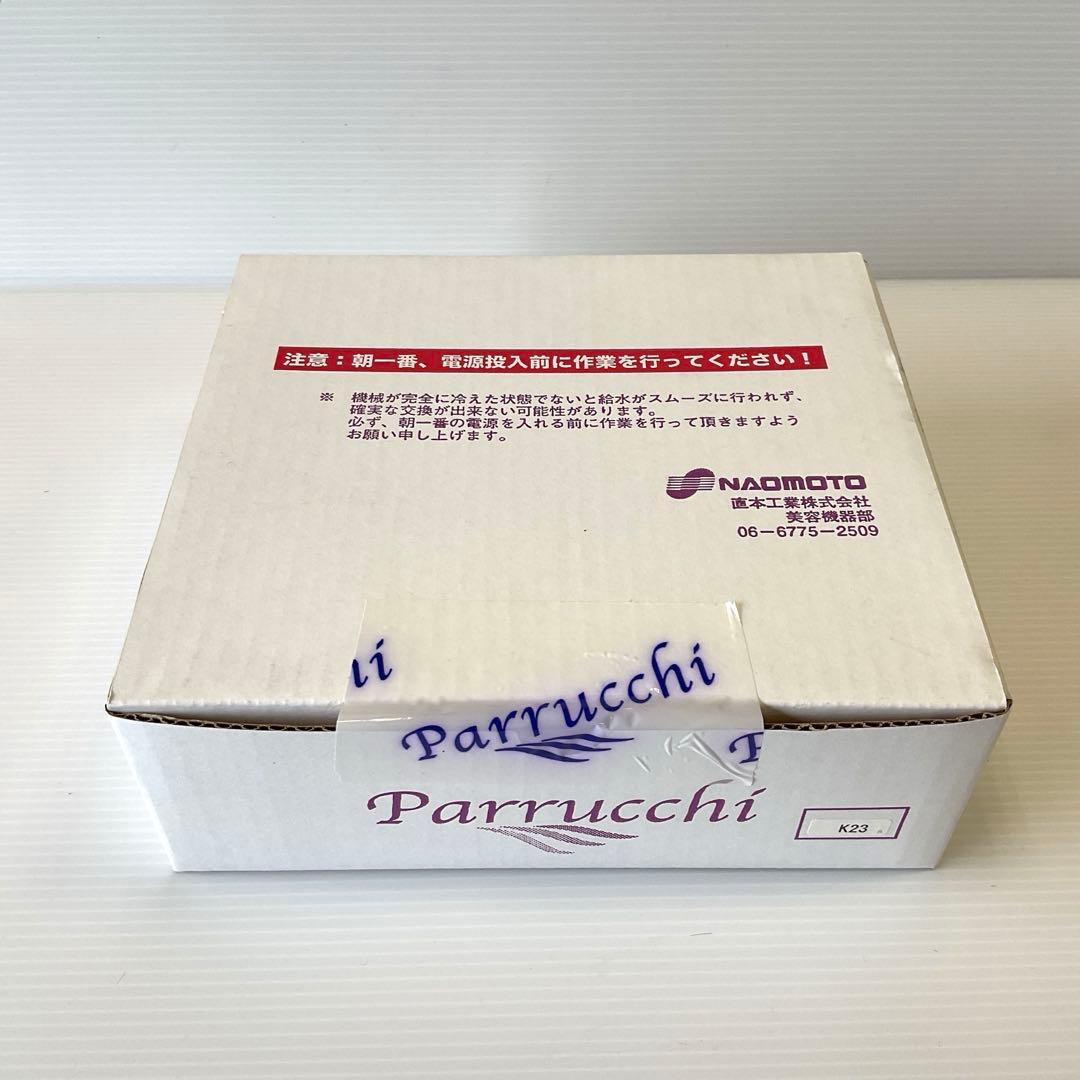 注意：朝一番、電源投入前に作業を行ってください！
※ 機械が完全に冷えた状態でないと給水がスムーズに行われず、
確実な交換が出来ない可能性があります。
必ず、朝一番の電源を入れる前に作業を行って頂きますよう
お願い申し上げます。
NAOMOTO
直本工業株式会社
美容機器部
06-6775-2509
hi
Parrucchi
P
Parrucchi
K23